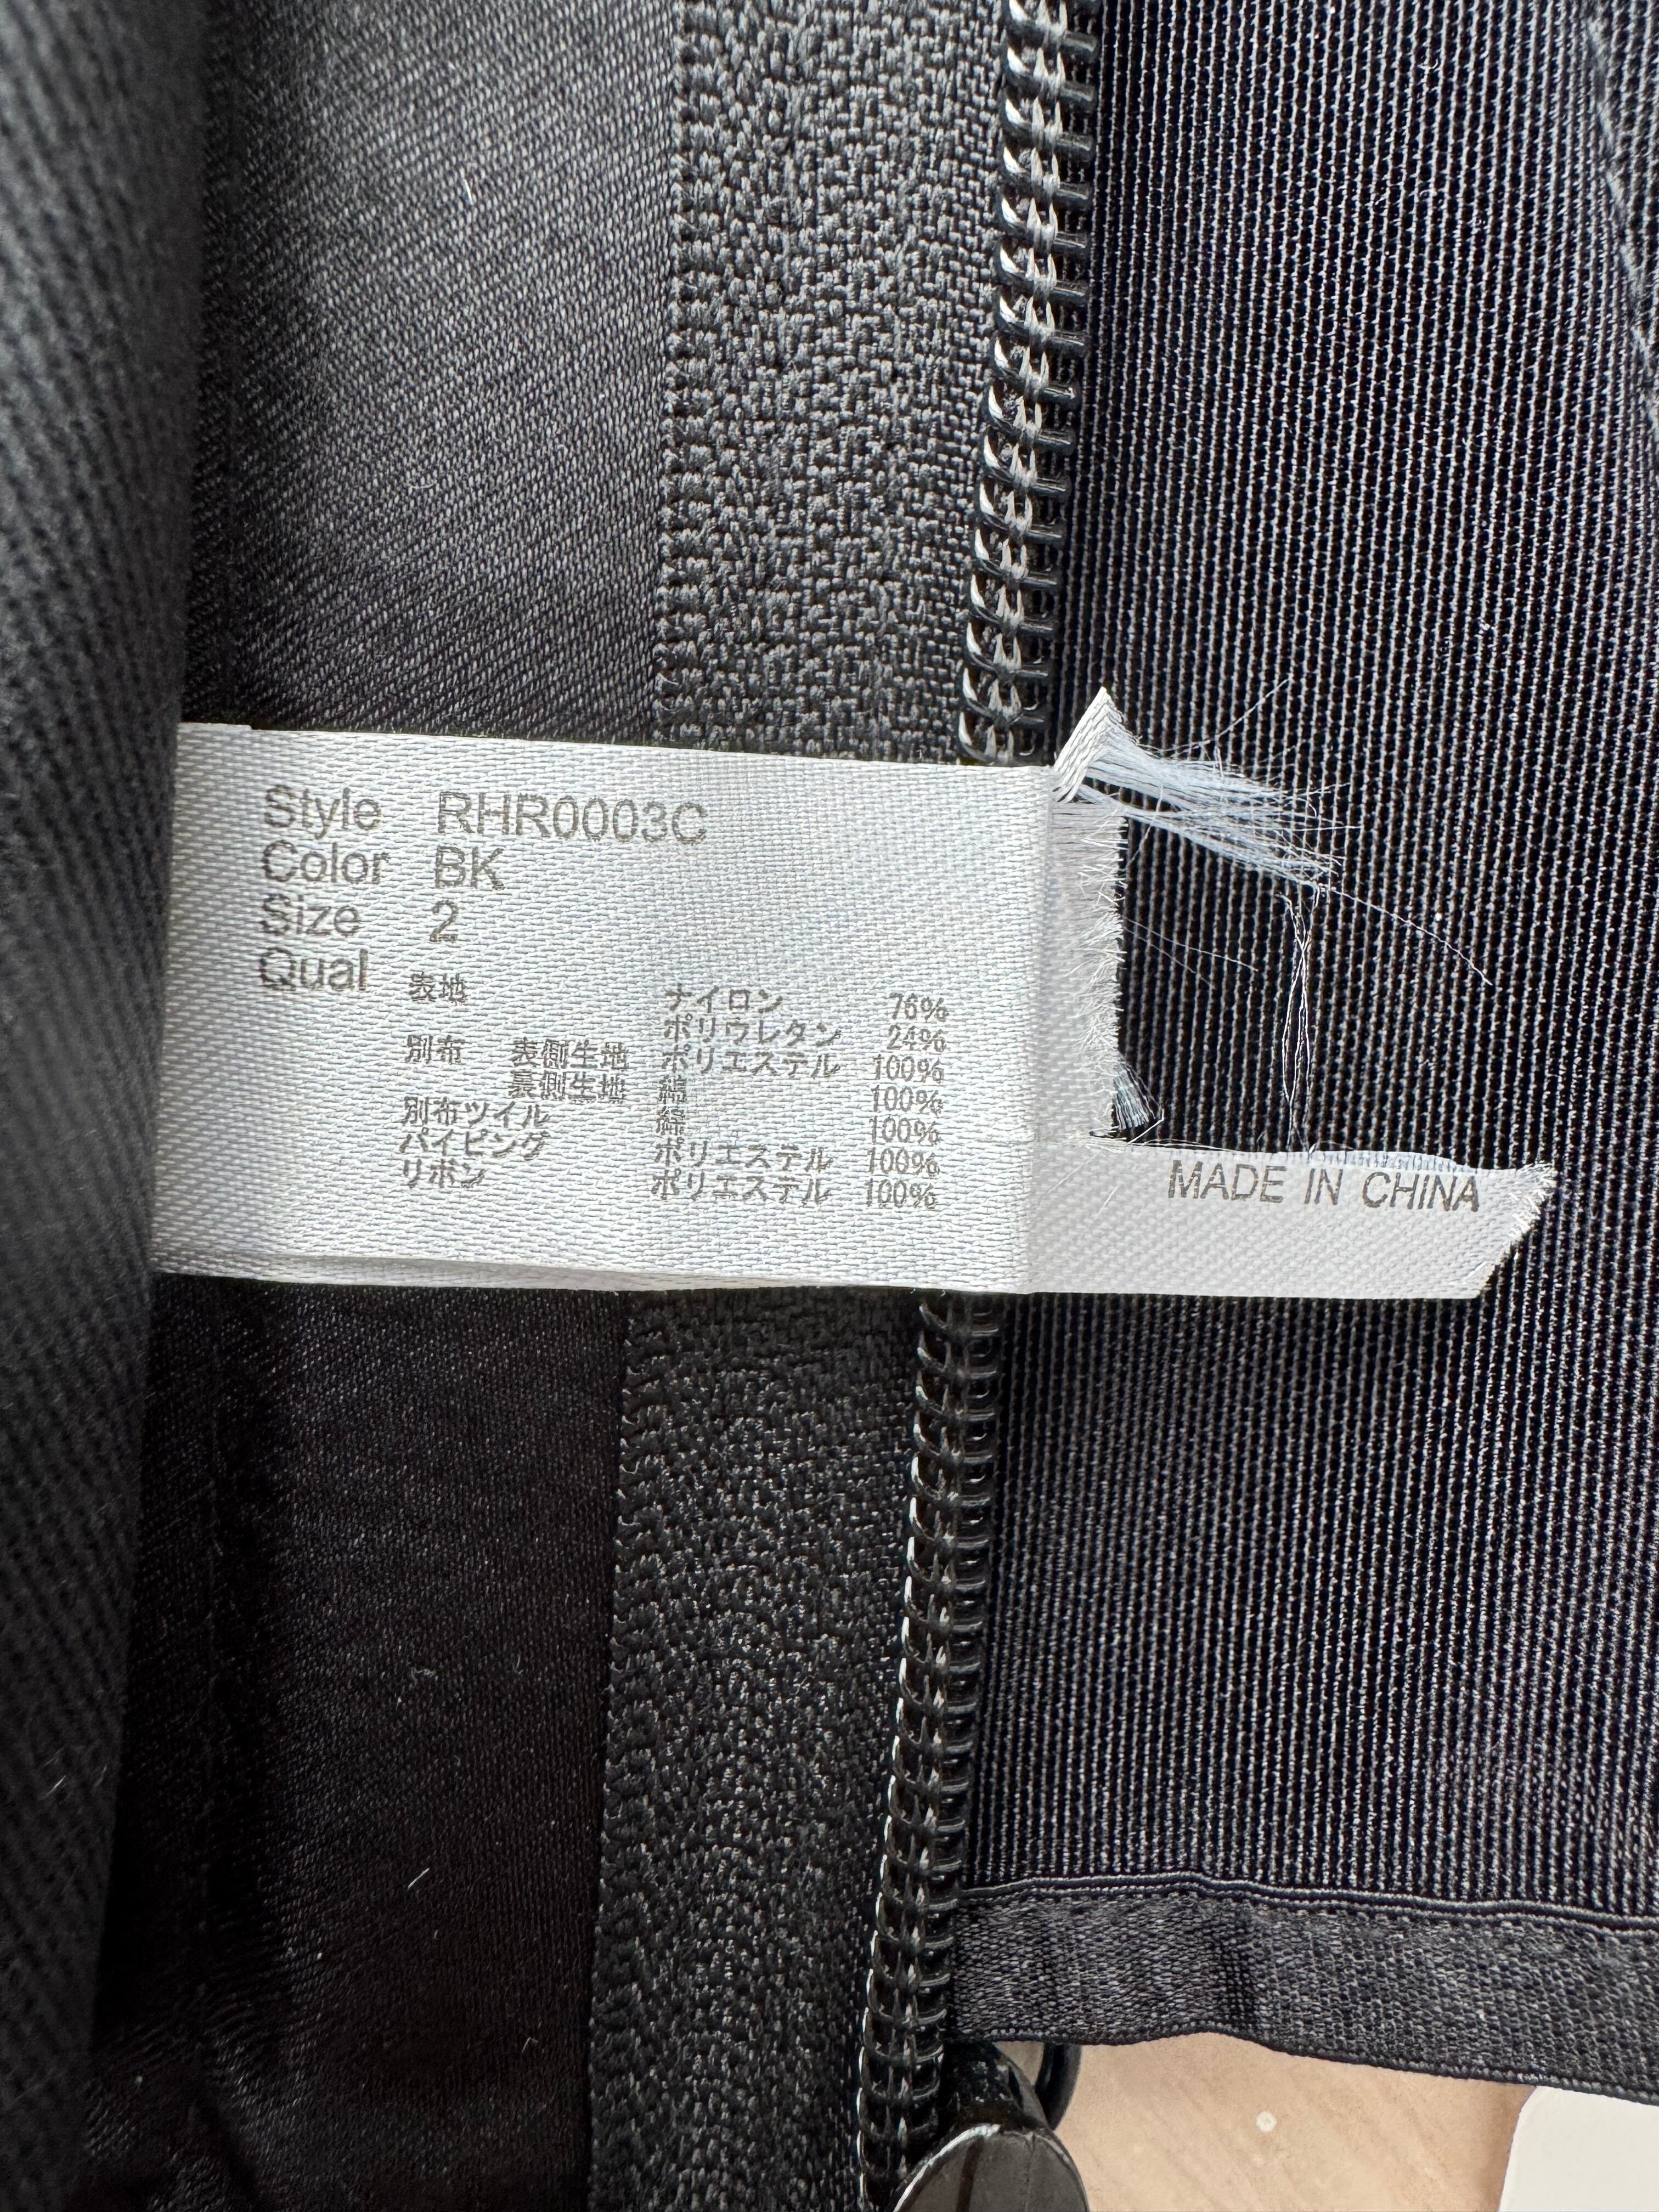 Style RHR0003C
Color BK
Size 2
Qual 表地 ナイロン 76%
ポリウレタン 24%
別布 表側生地 ポリエステル 100%
裏側生地 綿 100%
別布ツイル 綿 100%
パイピング ポリエステル 100%
リボン ポリエステル 100%
MADE IN CHINA